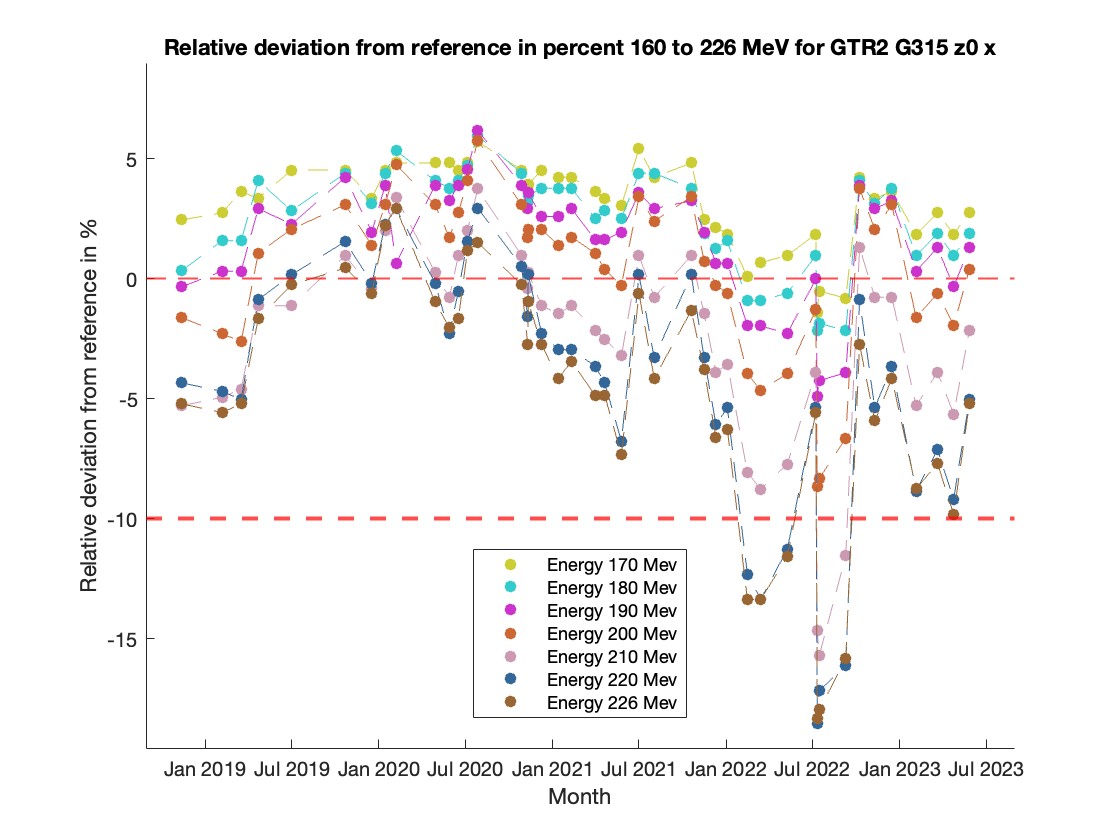 Relative deviation from reference in percent 160 to 226 MeV for GTR2 G315 z0 x
Relative deviation from reference in %
5
0
-5
-10
-15
Energy 170 Mev
Energy 180 Mev
Energy 190 Mev
Energy 200 Mev
Energy 210 Mev
Energy 220 Mev
Energy 226 Mev
Jan 2019 Jul 2019 Jan 2020 Jul 2020 Jan 2021 Jul 2021 Jan 2022 Jul 2022 Jan 2023 Jul 2023
Month